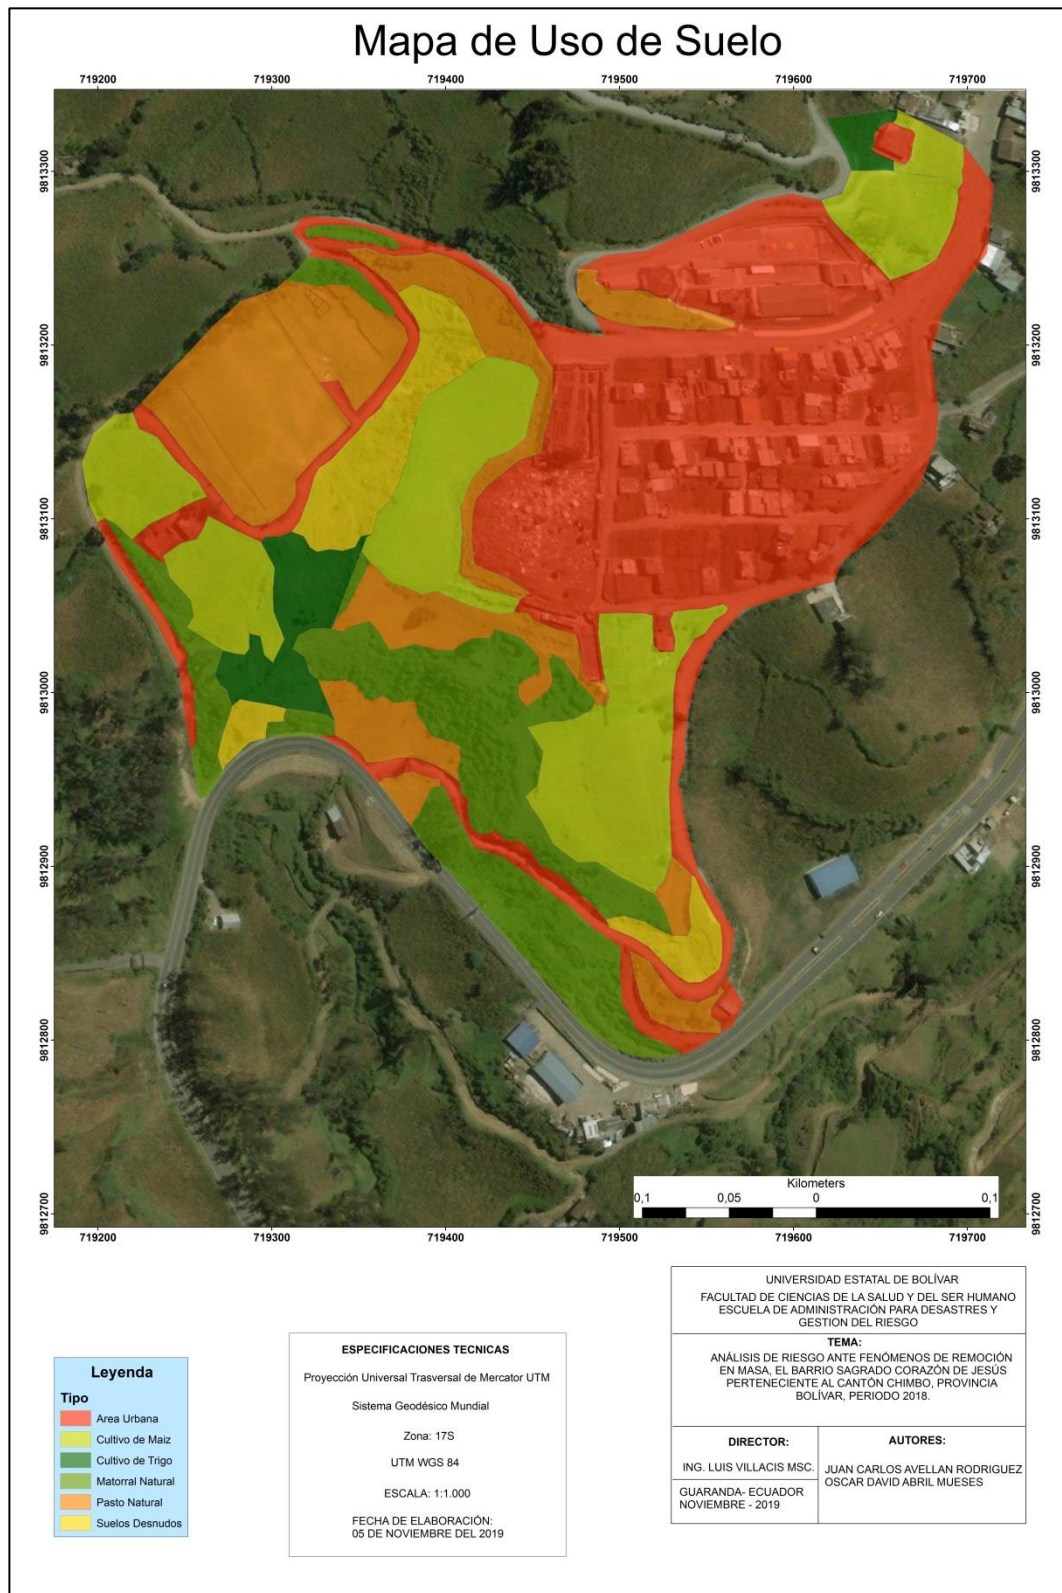 Mapa de Uso de Suelo
719200 719300 719400 719500 719600 719700
9813300 9813300
9813200 9813200
9813100 9813100
9813000 9813000
9812900 9812900
9812800 9812800
9812700 9812700
Kilometers
0,1 0,05 0 0,1
719200 719300 719400 719500 719600 719700
Leyenda
Tipo
Area Urbana
Cultivo de Maiz
Cultivo de Trigo
Matorral Natural
Pasto Natural
Suelos Desnudos
ESPECIFICACIONES TECNICAS
Proyección Universal Trasversal de Mercator UTM
Sistema Geodésico Mundial
Zona: 17S
UTM WGS 84
ESCALA: 1:1.000
FECHA DE ELABORACIÓN:
05 DE NOVIEMBRE DEL 2019
UNIVERSIDAD ESTATAL DE BOLÍVAR
FACULTAD DE CIENCIAS DE LA SALUD Y DEL SER HUMANO
ESCUELA DE ADMINISTRACIÓN PARA DESASTRES Y
GESTION DEL RIESGO
TEMA:
ANÁLISIS DE RIESGO ANTE FENÓMENOS DE REMOCIÓN
EN MASA, EL BARRIO SAGRADO CORAZÓN DE JESÚS
PERTENECIENTE AL CANTÓN CHIMBO, PROVINCIA
BOLÍVAR, PERIODO 2018.
DIRECTOR:
ING. LUIS VILLACIS MSC.
GUARANDA- ECUADOR
NOVIEMBRE - 2019
AUTORES:
JUAN CARLOS AVELLAN RODRIGUEZ
OSCAR DAVID ABRIL MUESES